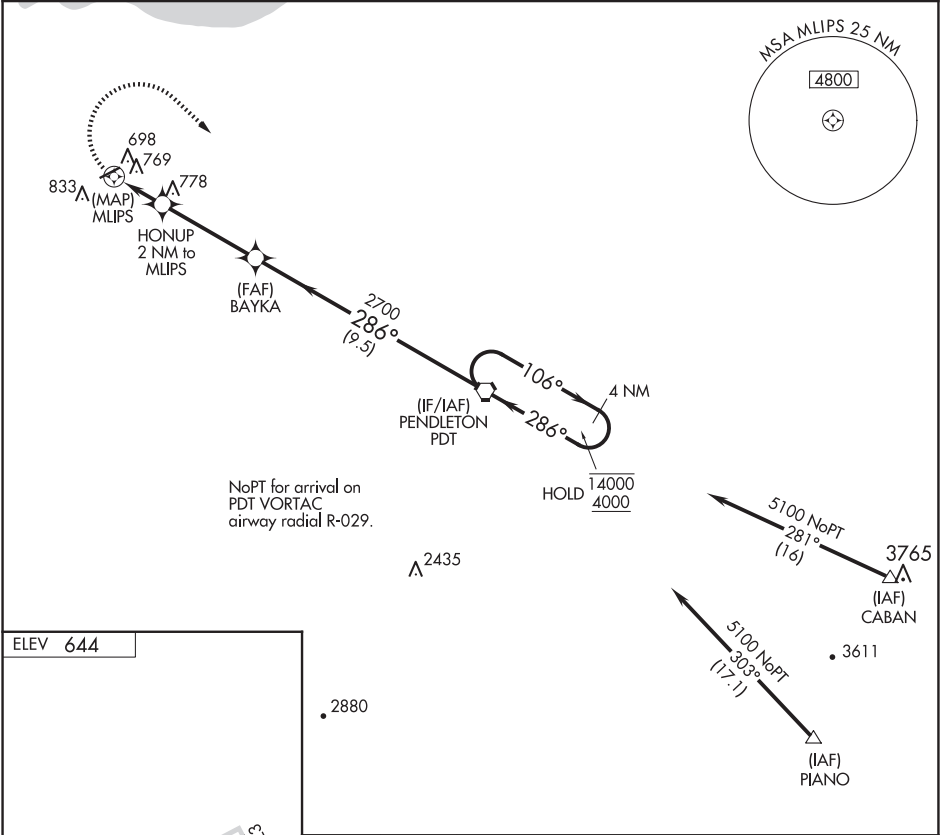 MSA MLIPS 25 NM
4800
698
769
833
778
(MAP)
MLIPS
HONUP
2 NM to
MLIPS
(FAF)
BAYKA
2700
286°
(9.5)
106°
4 NM
(IF/IAF)
PENDLETON
PDT
286°
HOLD
14000
4000
NoPT for arrival on
PDT VORTAC
airway radial R-029.
5100 NoPT
281°
(16)
3765
(IAF)
CABAN
2435
5100 NoPT
303°
(17.1)
3611
ELEV 644
2880
(IAF)
PIANO